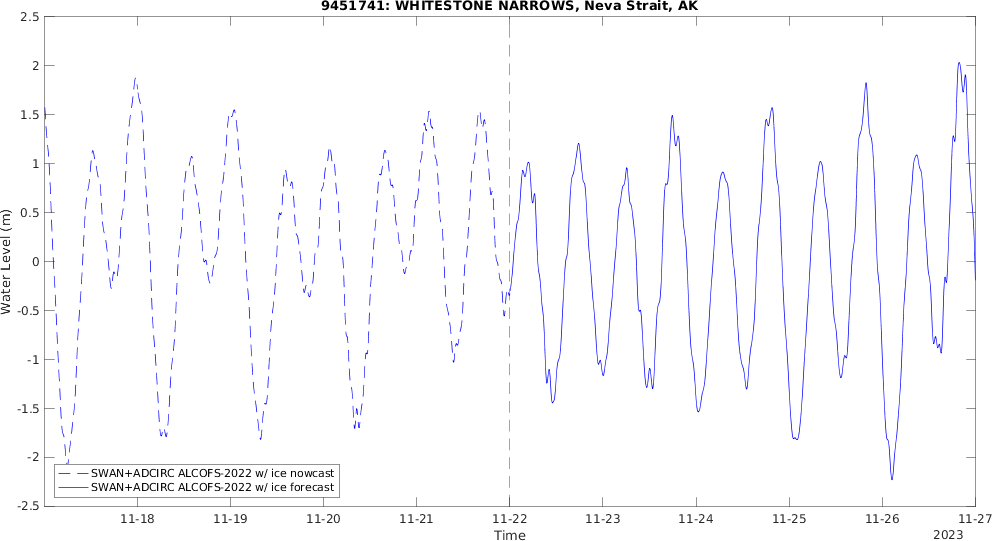 9451741: WHITESTONE NARROWS, Neva Strait, AK
2.5
2
1.5
1
0.5
0
-0.5
-1
-1.5
-2
-2.5
Water Level (m)
SWAN+ADCIRC ALCOFS-2022 w/ ice nowcast
SWAN+ADCIRC ALCOFS-2022 w/ ice forecast
11-18 11-19 11-20 11-21 11-22 11-23 11-24 11-25 11-26 11-27
Time
2023